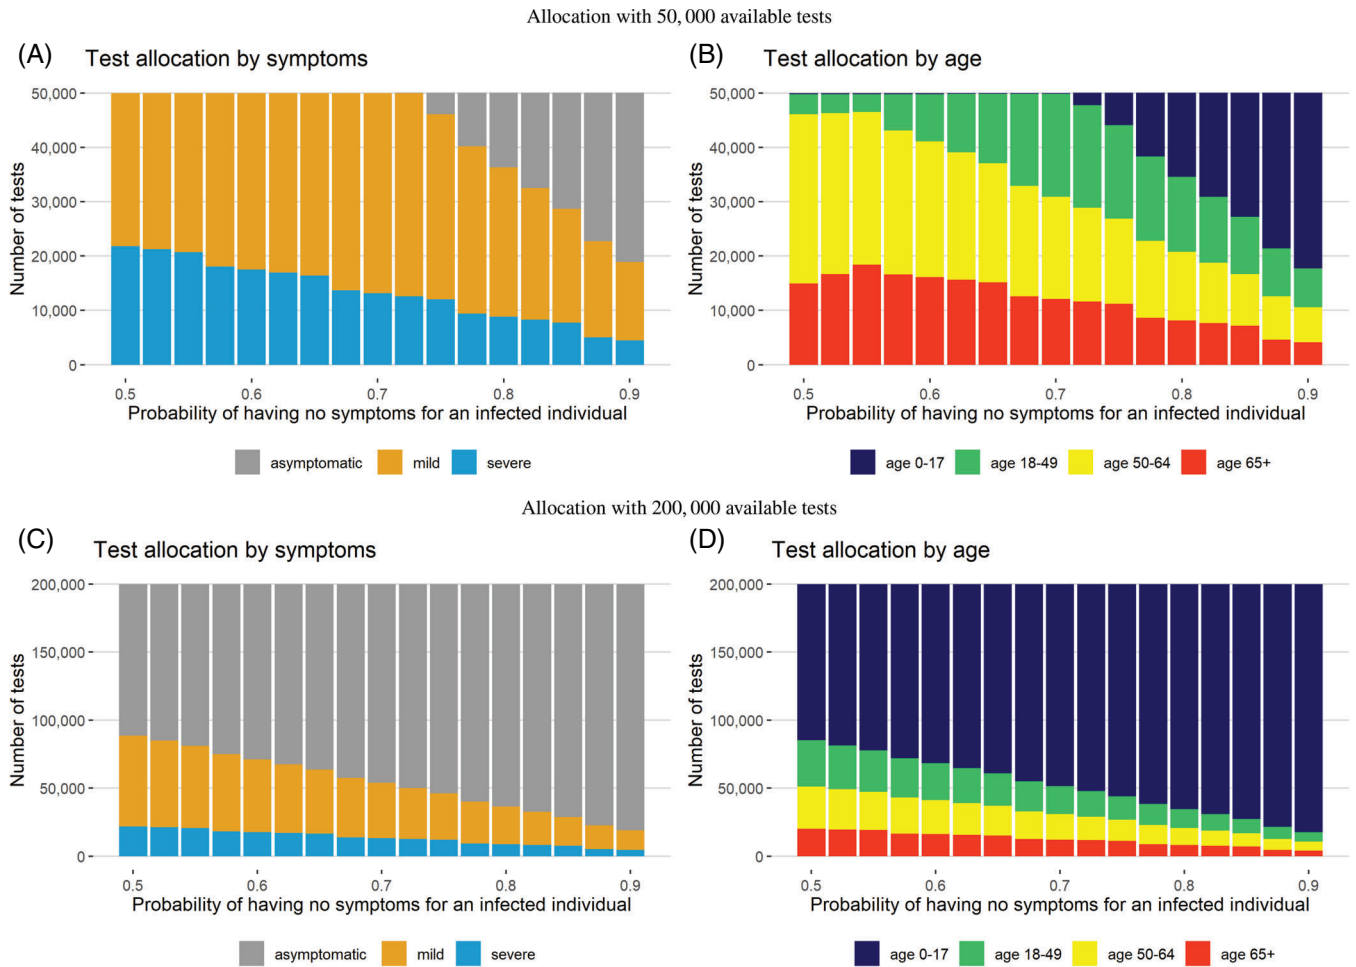 Allocation with 50, 000 available tests
(A) Test allocation by symptoms
50,000
40,000
30,000
20,000
10,000
0
Number of tests
0.5 0.6 0.7 0.8 0.9
Probability of having no symptoms for an infected individual
asymptomatic mild severe
(B) Test allocation by age
50,000
40,000
30,000
20,000
10,000
0
Number of tests
0.5 0.6 0.7 0.8 0.9
Probability of having no symptoms for an infected individual
age 0-17 age 18-49 age 50-64 age 65+
Allocation with 200, 000 available tests
(C) Test allocation by symptoms
200,000
150,000
100,000
50,000
0
Number of tests
0.5 0.6 0.7 0.8 0.9
Probability of having no symptoms for an infected individual
asymptomatic mild severe
(D) Test allocation by age
200,000
150,000
100,000
50,000
0
Number of tests
0.5 0.6 0.7 0.8 0.9
Probability of having no symptoms for an infected individual
age 0-17 age 18-49 age 50-64 age 65+